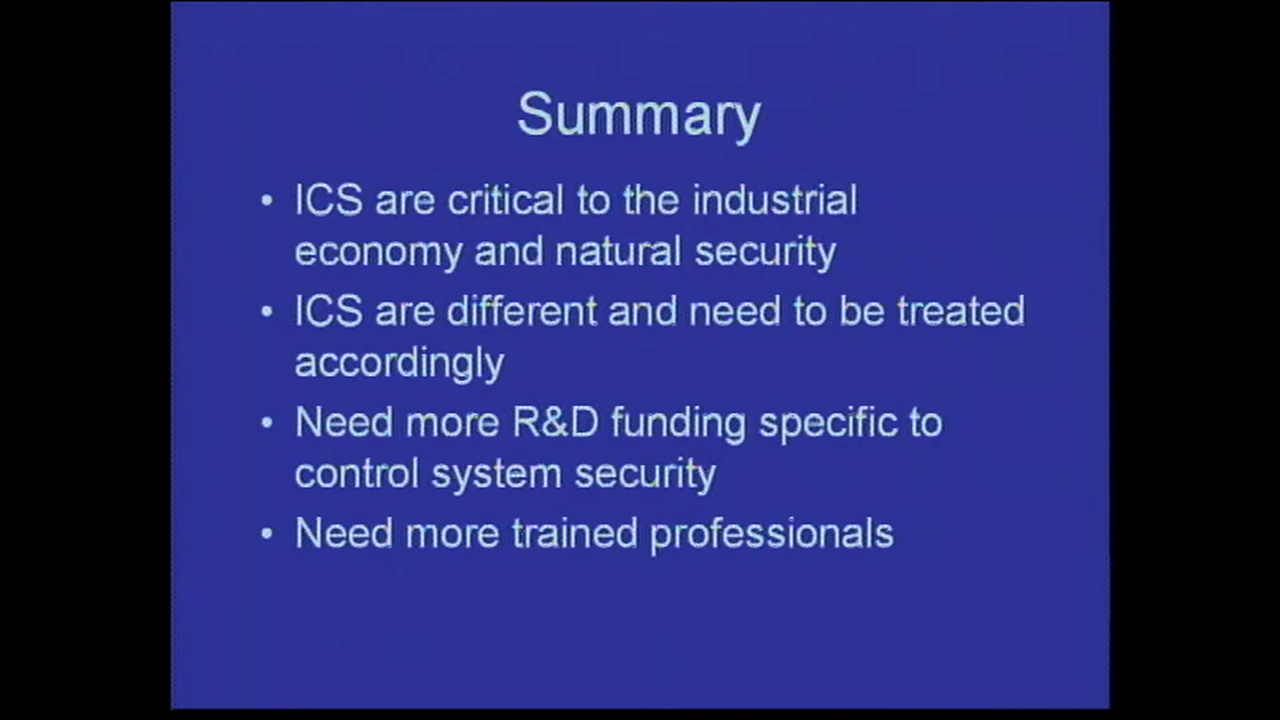 Summary
• ICS are critical to the industrial
economy and natural security
• ICS are different and need to be treated
accordingly
• Need more R&D funding specific to
control system security
• Need more trained professionals